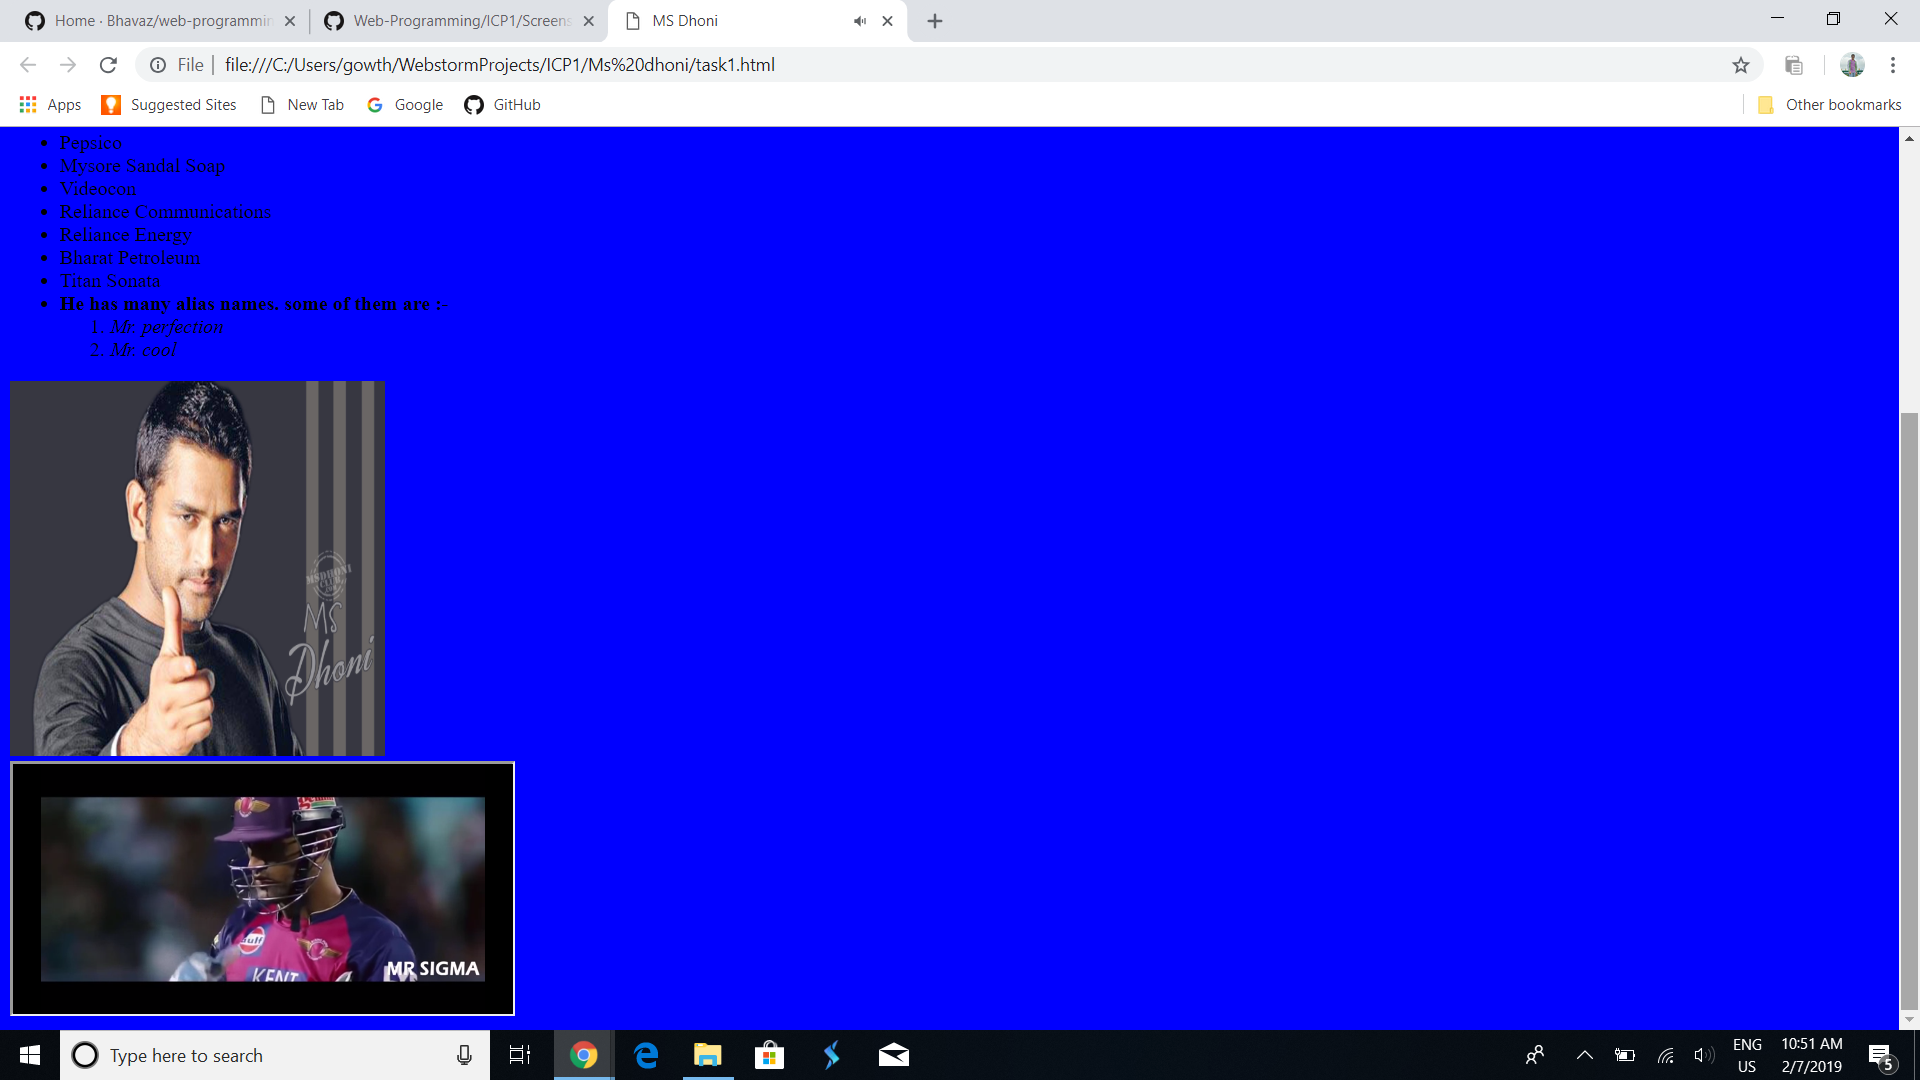 Home · Bhavaz/web-programmin
Web-Programming/ICP1/Screens
MS Dhoni
File
file:///C:/Users/gowth/WebstormProjects/ICP1/Ms%20dhoni/task1.html
Apps
Suggested Sites
New Tab
Google
GitHub
Other bookmarks
• Pepsico
• Mysore Sandal Soap
• Videocon
• Reliance Communications
• Reliance Energy
• Bharat Petroleum
• Titan Sonata
• He has many alias names. some of them are :-
1. Mr. perfection
2. Mr. cool
MSDHONI
CLUB
MS
Dhoni
Gulf
KENT
MR SIGMA
Type here to search
ENG
US
10:51 AM
2/7/2019
5